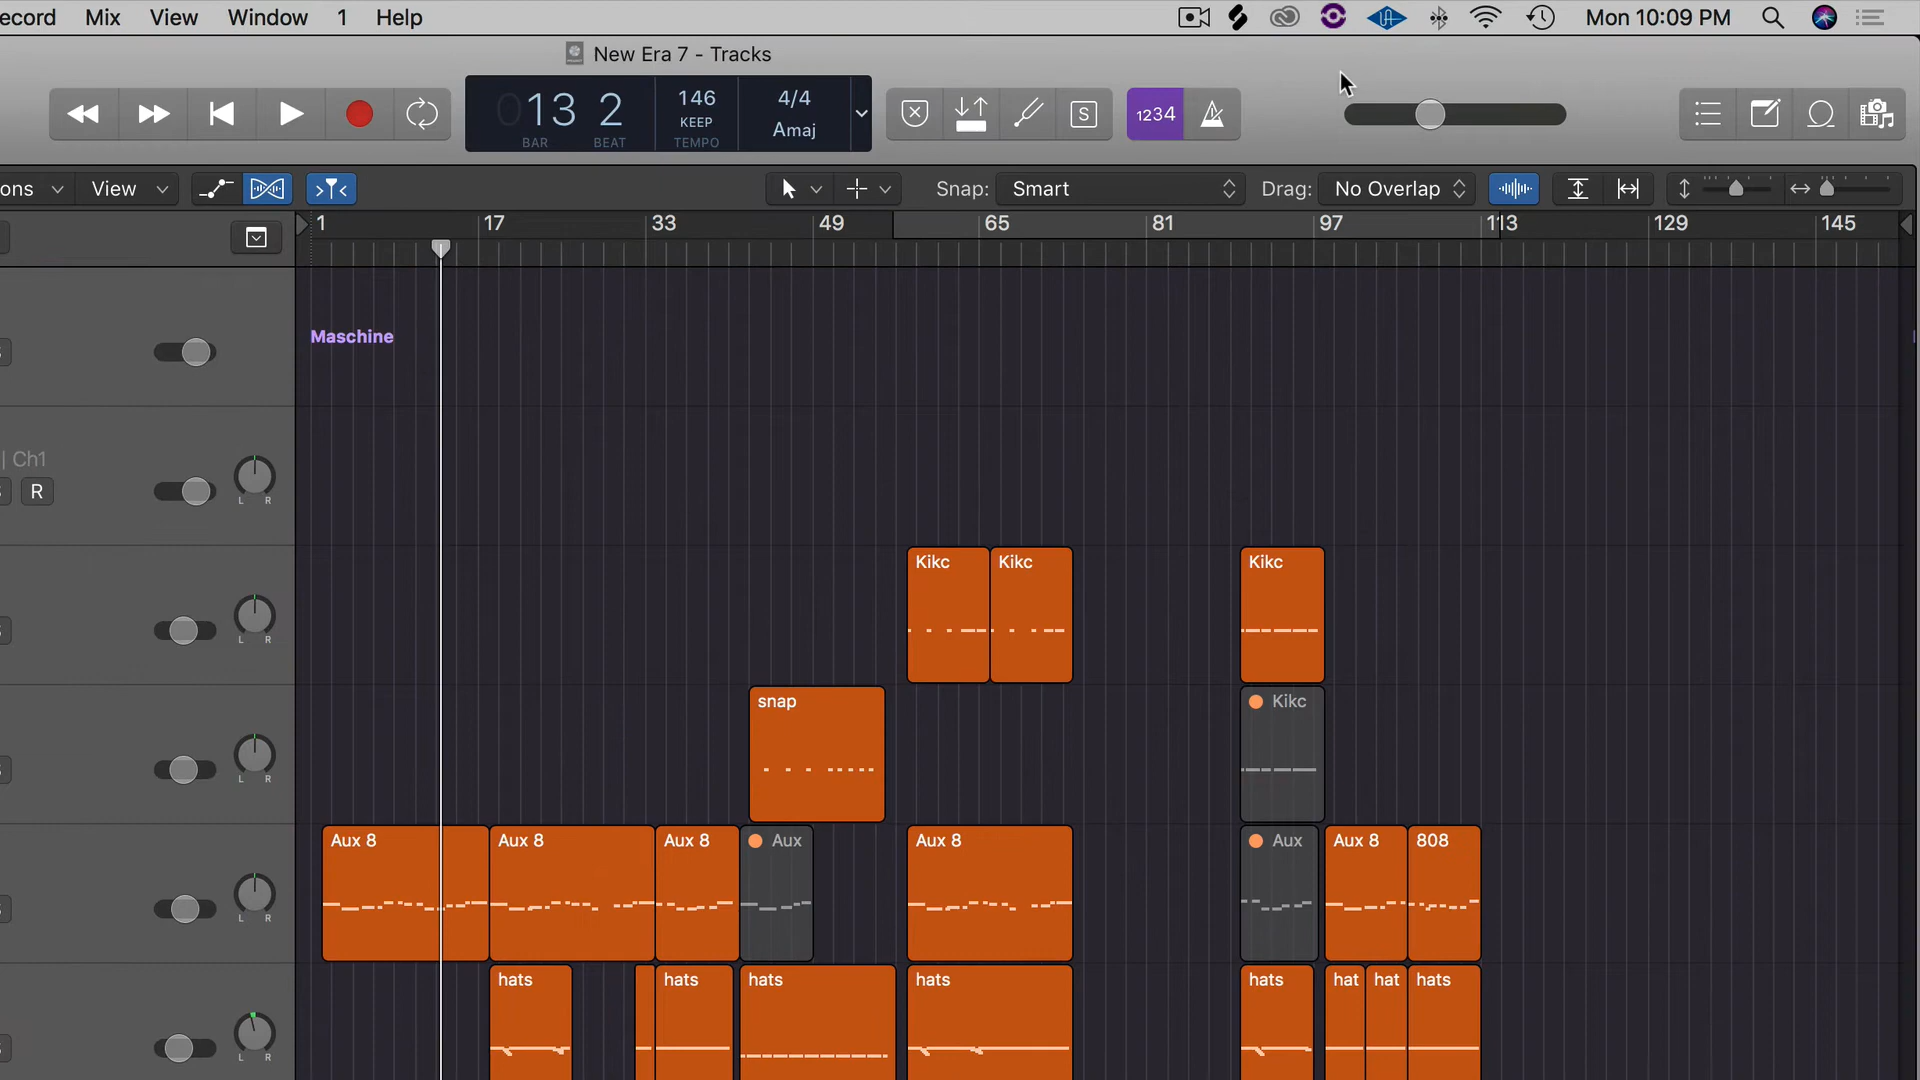 ecord Mix View Window 1 Help Mon 10:09 PM
New Era 7 - Tracks
013 2 146 4/4
KEEP Amaj
BAR BEAT TEMPO
S 1234
ons View Snap: Smart Drag: No Overlap
1 17 33 49 65 81 97 113 129 145
Maschine
| Ch1
L R
S R
Kikc Kikc Kikc
L R
snap Kikc
L R
Aux 8 Aux 8 Aux 8 Aux Aux 8 Aux Aux 8 808
L R
hats hats hats hats hats hat hat hats
L R